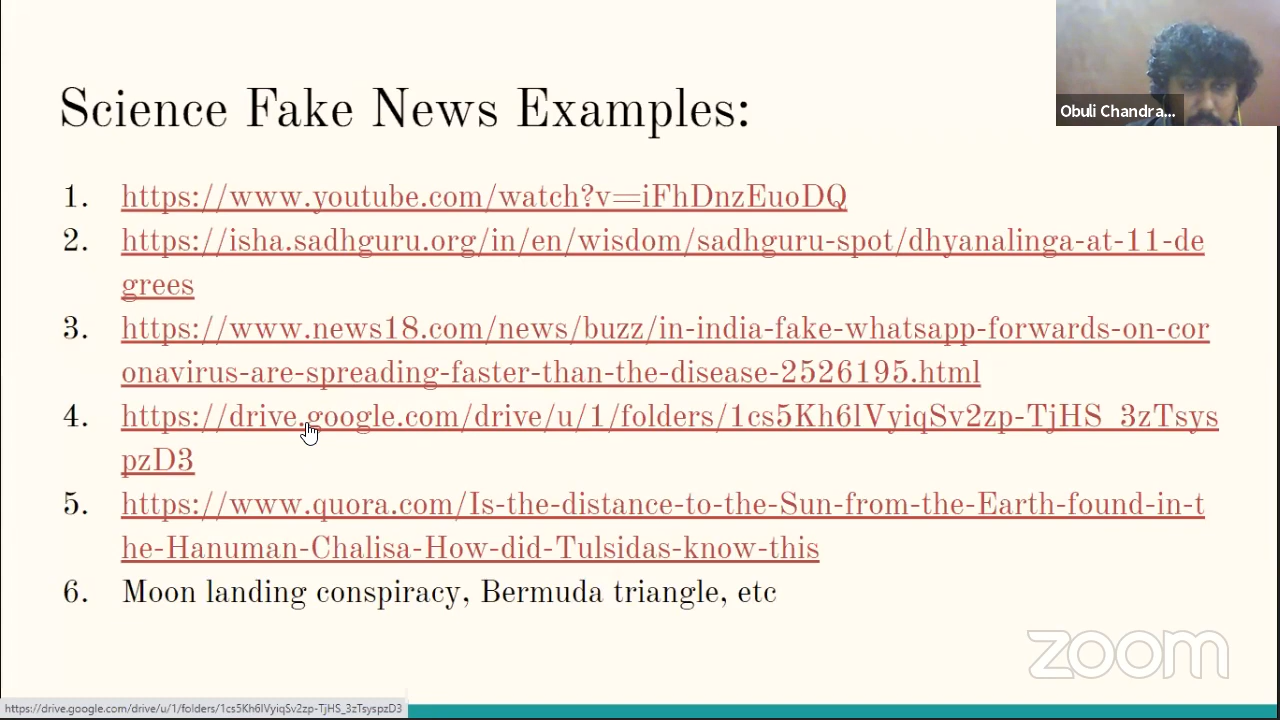 Obuli Chandra...
Science Fake News Examples:
1. https://www.youtube.com/watch?v=iFhDnzEuoDQ
2. https://isha.sadhguru.org/in/en/wisdom/sadhguru-spot/dhyanalinga-at-11-de
grees
3. https://www.news18.com/news/buzz/in-india-fake-whatsapp-forwards-on-cor
onavirus-are-spreading-faster-than-the-disease-2526195.html
4. https://drive.google.com/drive/u/1/folders/1cs5Kh6lVyiqSv2zp-TjHS_3zTsys
pzD3
5. https://www.quora.com/Is-the-distance-to-the-Sun-from-the-Earth-found-in-t
he-Hanuman-Chalisa-How-did-Tulsidas-know-this
6. Moon landing conspiracy, Bermuda triangle, etc
zoom
https://drive.google.com/drive/u/1/folders/1cs5Kh6lVyiqSv2zp-TjHS_3zTsyspzD3